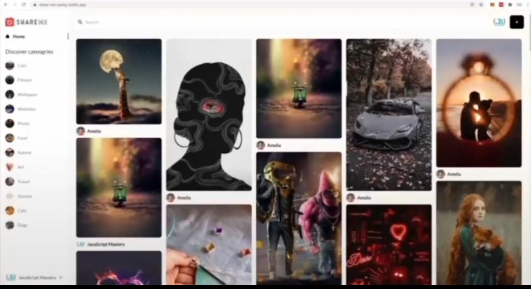 SHAREME
Search
Home
Discover categories
Cars
Fitness
Wallpaper
Websites
Photo
Food
Nature
Art
Travel
Quotes
Cats
Dogs
JavaScript Mastery
Amelia
JavaScript Mastery
Amelia
Amelia
Amelia
Amelia